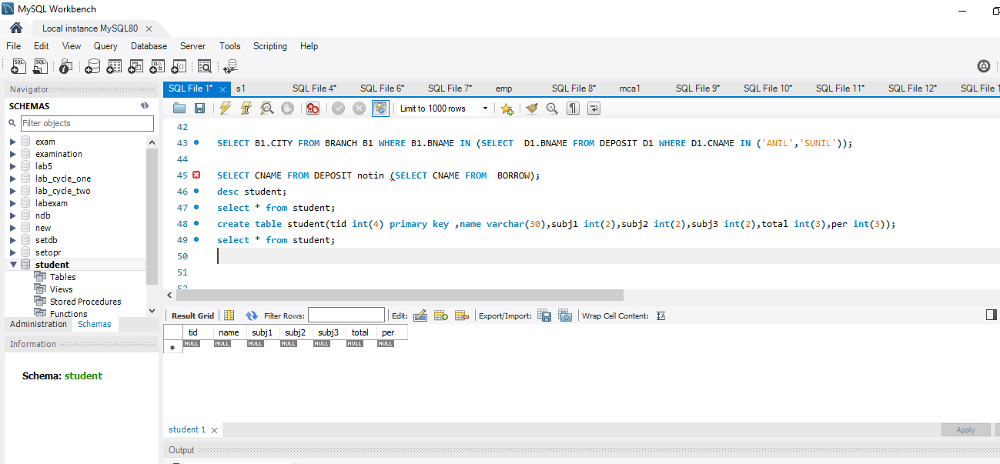 MySQL Workbench
Local instance MySQL80
File Edit View Query Database Server Tools Scripting Help
Navigator
SCHEMAS
Filter objects
exam
examination
lab5
lab_cycle_one
lab_cycle_two
labexam
ndb
new
setdb
setopr
student
Tables
Views
Stored Procedures
Functions
Administration Schemas
Information
Schema: student
SQL File 1* s1 SQL File 4* SQL File 6* SQL File 7* emp SQL File 8* mca1 SQL File 9* SQL File 10* SQL File 11* SQL File 12* SQL File 1
Limit to 1000 rows
42
43 SELECT B1.CITY FROM BRANCH B1 WHERE B1.BNAME IN (SELECT D1.BNAME FROM DEPOSIT D1 WHERE D1.CNAME IN ('ANIL','SUNIL'));
44
45 SELECT CNAME FROM DEPOSIT notin (SELECT CNAME FROM BORROW);
46 desc student;
47 select * from student;
48 create table student(tid int(4) primary key ,name varchar(30),subj1 int(2),subj2 int(2),subj3 int(2),total int(3),per int(3));
49 select * from student;
50
51
52
Result Grid Filter Rows: Edit: Export/Import: Wrap Cell Content:
tid name subj1 subj2 subj3 total per
NULL NULL NULL NULL NULL NULL NULL
student 1
Apply
Output